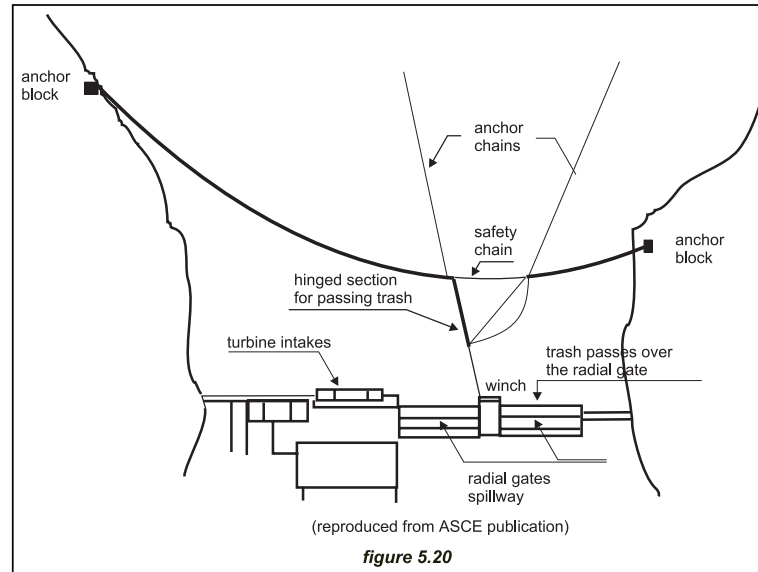 anchor
block
anchor
chains
safety
chain
anchor
block
hinged section
for passing trash
turbine intakes
trash passes over
the radial gate
winch
radial gates
spillway
(reproduced from ASCE publication)
figure 5.20